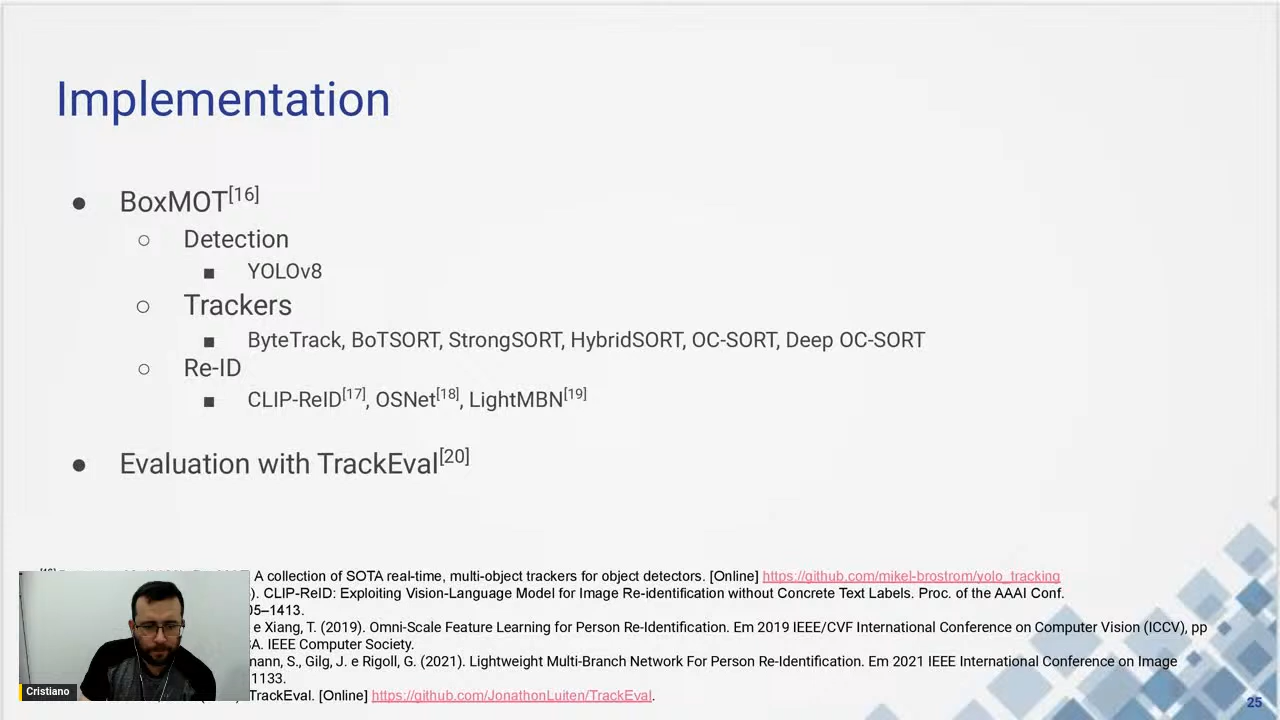 Implementation
● BoxMOT[16]
○ Detection
■ YOLOv8
○ Trackers
■ ByteTrack, BoTSORT, StrongSORT, HybridSORT, OC-SORT, Deep OC-SORT
○ Re-ID
■ CLIP-ReID[17], OSNet[18], LightMBN[19]
● Evaluation with TrackEval[20]
A collection of SOTA real-time, multi-object trackers for object detectors. [Online] https://github.com/mikel-brostrom/yolo_tracking
). CLIP-ReID: Exploiting Vision-Language Model for Image Re-identification without Concrete Text Labels. Proc. of the AAAI Conf.
05–1413.
e Xiang, T. (2019). Omni-Scale Feature Learning for Person Re-Identification. Em 2019 IEEE/CVF International Conference on Computer Vision (ICCV), pp
SA. IEEE Computer Society.
mann, S., Gilg, J. e Rigoll, G. (2021). Lightweight Multi-Branch Network For Person Re-Identification. Em 2021 IEEE International Conference on Image
1133.
TrackEval. [Online] https://github.com/JonathonLuiten/TrackEval.
Cristiano
25